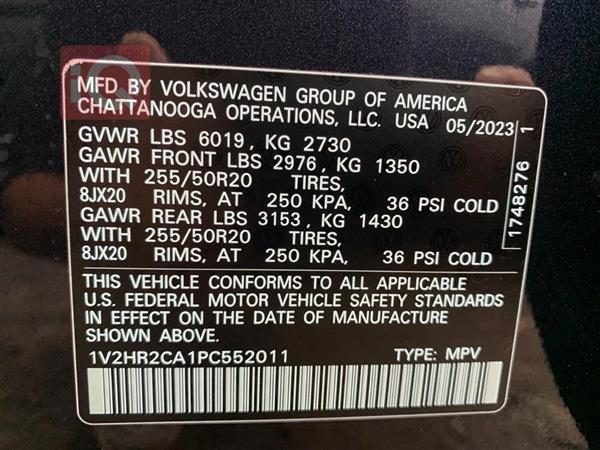 iQ
MFD BY VOLKSWAGEN GROUP OF AMERICA
CHATTANOOGA OPERATIONS, LLC. USA 05/2023
GVWR LBS 6019, KG 2730
GAWR FRONT LBS 2976, KG 1350
WITH 255/50R20 TIRES,
8JX20 RIMS, AT 250 KPA, 36 PSI COLD
GAWR REAR LBS 3153, KG 1430
WITH 255/50R20 TIRES,
8JX20 RIMS, AT 250 KPA, 36 PSI COLD
THIS VEHICLE CONFORMS TO ALL APPLICABLE
U.S. FEDERAL MOTOR VEHICLE SAFETY STANDARDS
IN EFFECT ON THE DATE OF MANUFACTURE
SHOWN ABOVE.
1V2HR2CA1PC552011 TYPE: MPV
1748276 1